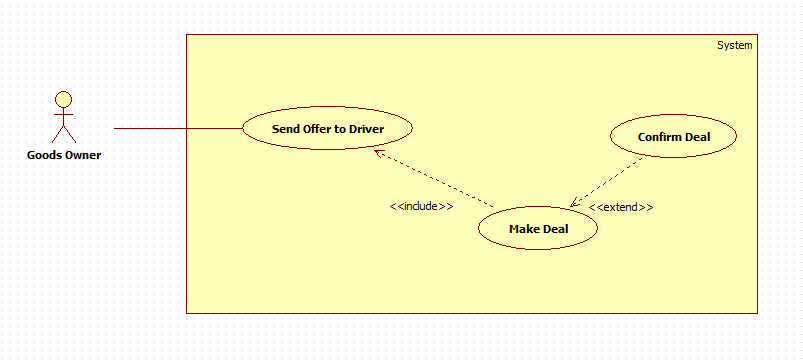 System
Send Offer to Driver
Confirm Deal
Goods Owner
<<include>>
<<extend>>
Make Deal